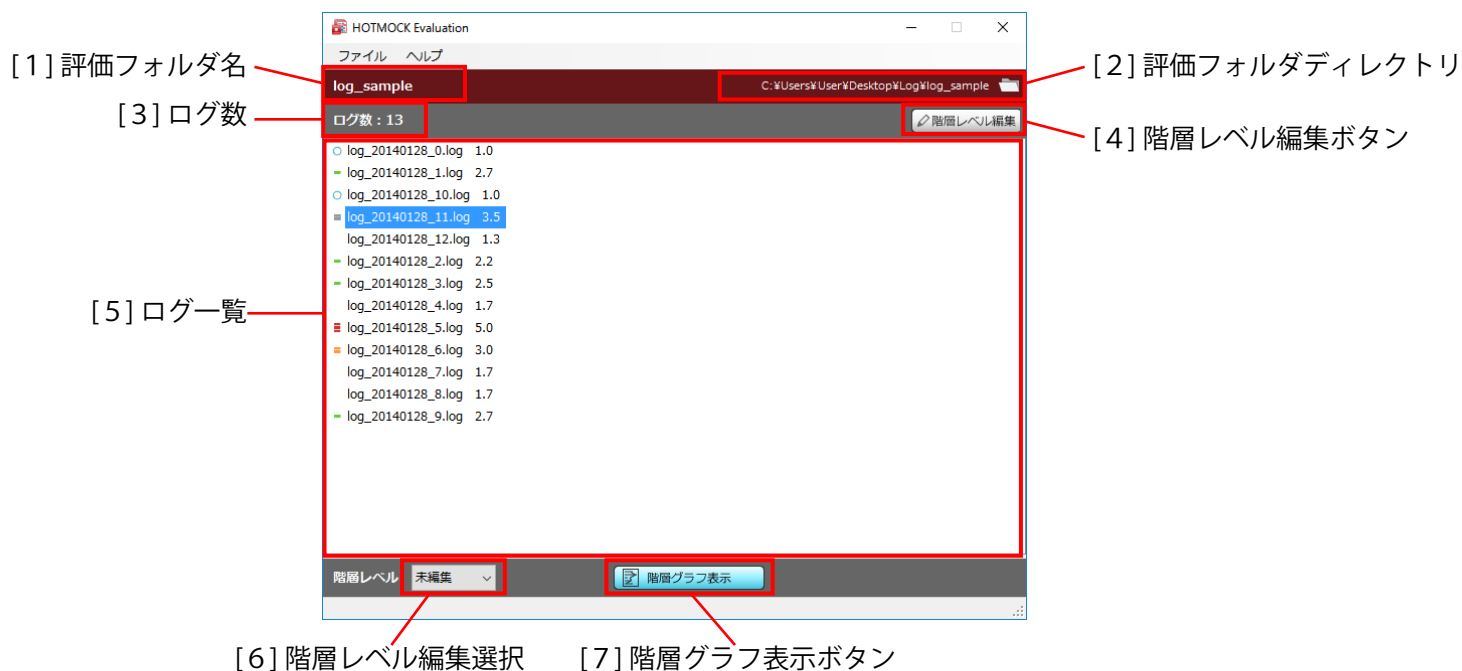 HOTMOCK Evaluation
ファイル ヘルプ
[1]評価フォルダ名
log_sample
C:¥Users¥User¥Desktop¥Log¥log_sample
[2]評価フォルダディレクトリ
[3]ログ数
ログ数：13
階層レベル編集
[4]階層レベル編集ボタン
log_20140128_0.log 1.0
log_20140128_1.log 2.7
log_20140128_10.log 1.0
log_20140128_11.log 3.5
log_20140128_12.log 1.3
log_20140128_2.log 2.2
log_20140128_3.log 2.5
[5]ログ一覧
log_20140128_4.log 1.7
log_20140128_5.log 5.0
log_20140128_6.log 3.0
log_20140128_7.log 1.7
log_20140128_8.log 1.7
log_20140128_9.log 2.7
階層レベル 未編集
階層グラフ表示
[6]階層レベル編集選択
[7]階層グラフ表示ボタン